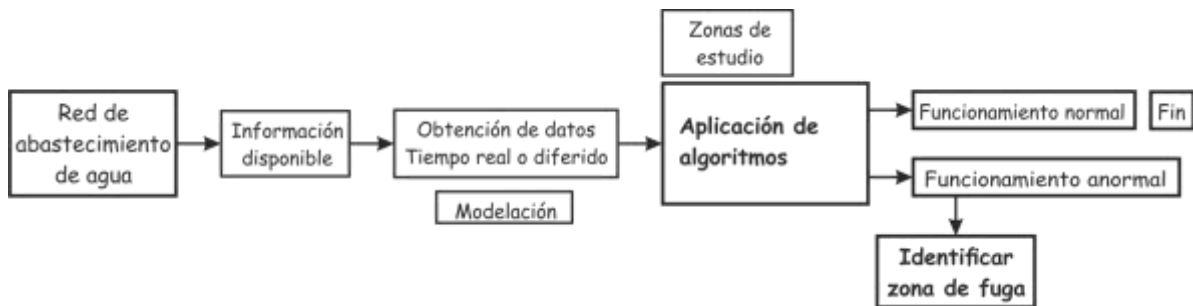 Red de
abastecimiento
de agua
Información
disponible
Obtención de datos
Tiempo real o diferido
Modelación
Zonas de
estudio
Aplicación de
algoritmos
Funcionamiento normal
Fin
Funcionamiento anormal
Identificar
zona de fuga